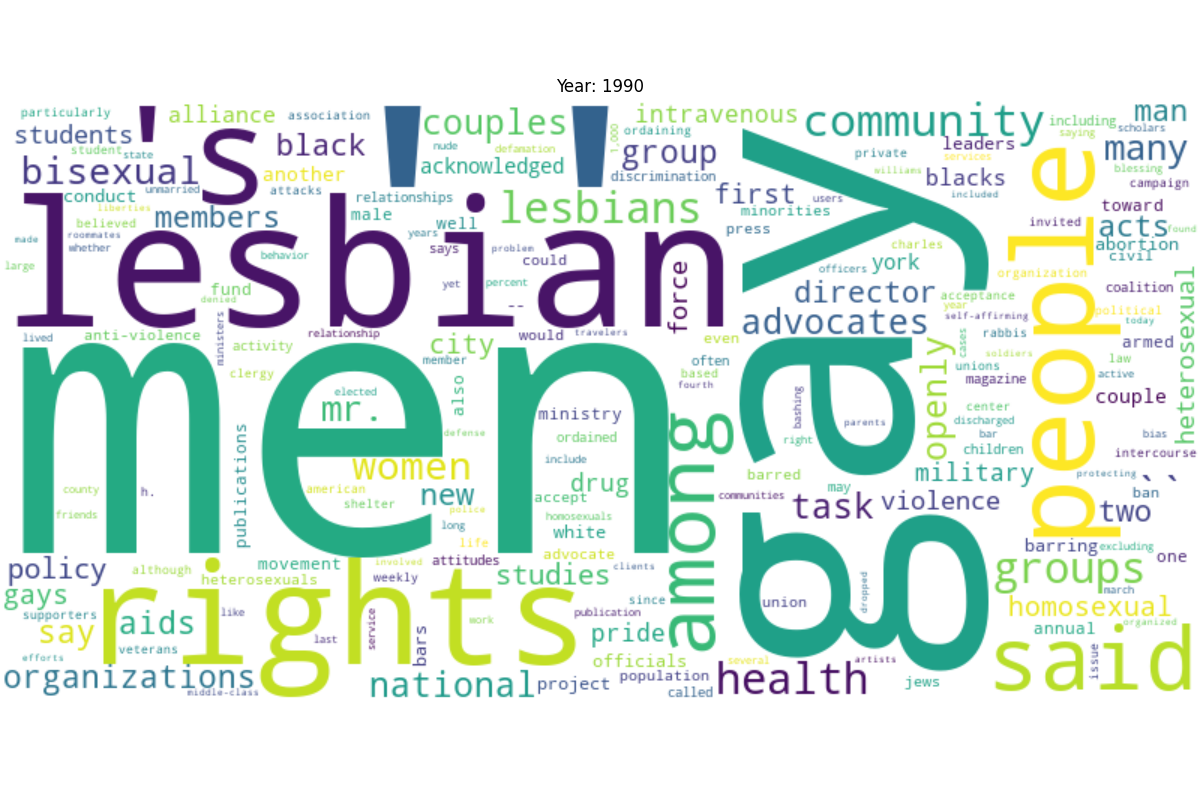 Year: 1990
particularly
alliance
association
couples
intravenous
community
including
man
saying
scholars
students
's
''
black
nude
defamation
1,000
ordaining
group
leaders
many
student
state
acknowledged
private
services
blessing
bisexual
another
discrimination
williams
blacks
campaign
conduct
unmarried
attacks
relationships
lesbians
first
users
included
toward
people
liberties
members
male
well
minorities
invited
acts
found
believed
years
press
made
roommates
whether
lesbian
says
problem
could
charles
abortion
behavior
gay
york
civil
large
officers
organization
heterosexual
fund
denied
yet
percent
force
director
acceptance
coalition
--
year
advocates
self-affirming
political
today
lived
anti-violence
relationship
would
travelers
even
cases
rabbis
armed
ministers
activity
city
member
often
soldiers
law
clergy
based
unions
active
men
elected
also
fourth
magazine
couple
mr.
ministry
bashing
openly
center
discharged
parents
publications
defense
ordained
among
right
bar
bias
children
intercourse
women
include
barred
military
protecting
``
county
h.
american
new
drug
may
ban
shelter
accept
communities
task
violence
two
friends
police
homosexuals
long
white
life
barring
excluding
one
policy
although
movement
involved
attitudes
advocate
clients
groups
heterosexuals
weekly
studies
dropped
march
gays
rights
since
union
homosexual
supporters
like
service
publication
say
aids
last
bars
work
pride
annual
organized
veterans
efforts
officials
several
artists
issue
said
organizations
middle-class
national
project
population
called
health
jews